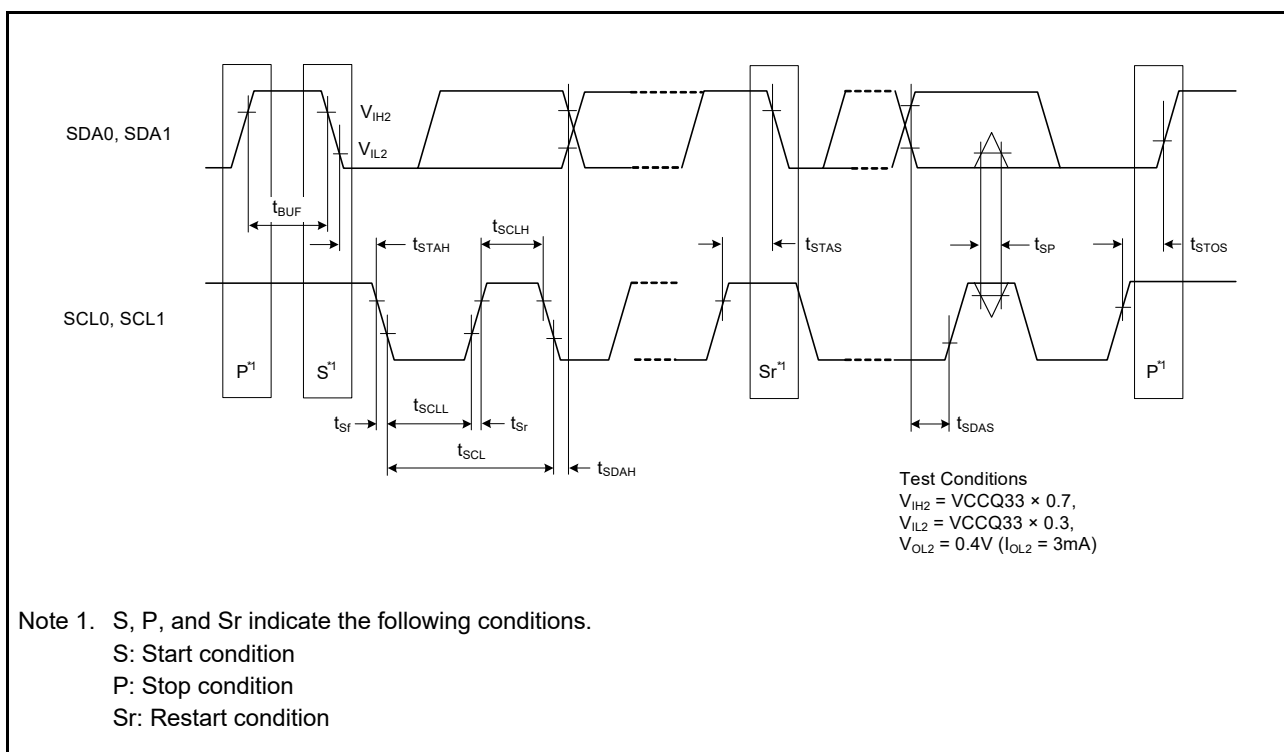 SDA0, SDA1
VIH2
VIL2
tBUF
tSTAH
tSCLH
tSTAS
tSP
tSTOS
SCL0, SCL1
P*1
S*1
Sr*1
P*1
tSf
tSCLL
tSr
tSCL
tSDAH
tSDAS
Test Conditions
VIH2 = VCCQ33 × 0.7,
VIL2 = VCCQ33 × 0.3,
VOL2 = 0.4V (IOL2 = 3mA)
Note 1. S, P, and Sr indicate the following conditions.
S: Start condition
P: Stop condition
Sr: Restart condition